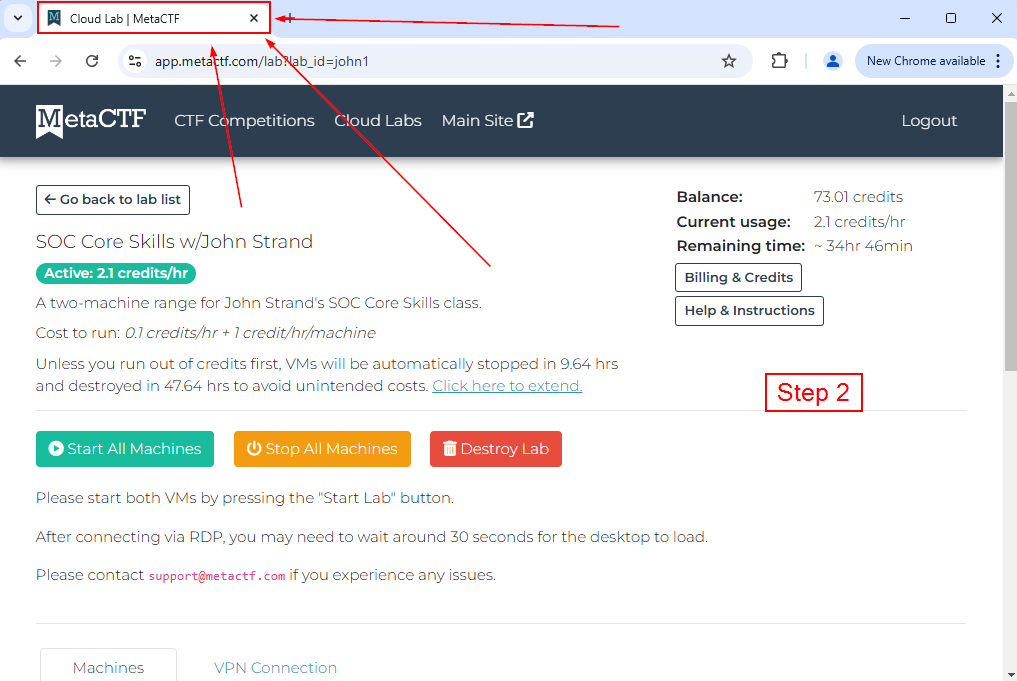 Cloud Lab | MetaCTF
app.metactf.com/lab?lab_id=john1
New Chrome available
MetaCTF
CTF Competitions
Cloud Labs
Main Site
Logout
Go back to lab list
Balance: 73.01 credits
Current usage: 2.1 credits/hr
Remaining time: ~ 34hr 46min
Billing & Credits
Help & Instructions
SOC Core Skills w/John Strand
Active: 2.1 credits/hr
A two-machine range for John Strand's SOC Core Skills class.
Cost to run: 0.1 credits/hr + 1 credit/hr/machine
Unless you run out of credits first, VMs will be automatically stopped in 9.64 hrs
and destroyed in 47.64 hrs to avoid unintended costs. Click here to extend.
Step 2
Start All Machines
Stop All Machines
Destroy Lab
Please start both VMs by pressing the "Start Lab" button.
After connecting via RDP, you may need to wait around 30 seconds for the desktop to load.
Please contact support@metactf.com if you experience any issues.
Machines
VPN Connection